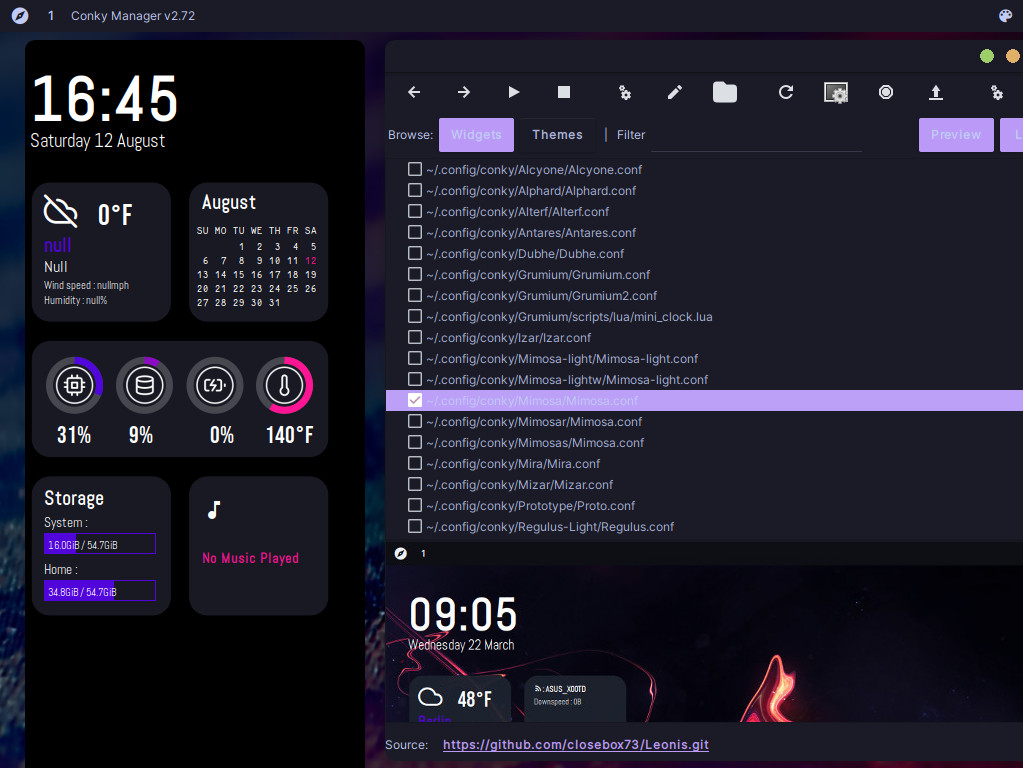 1 Conky Manager v2.72
16:45
Saturday 12 August
0°F
null
Null
Wind speed : nullmph
Humidity : null%
August
SU MO TU WE TH FR SA
1 2 3 4 5
6 7 8 9 10 11 12
13 14 15 16 17 18 19
20 21 22 23 24 25 26
27 28 29 30 31
31% 9% 0% 140°F
Storage
System :
16.0GiB / 54.7GiB
Home :
34.8GiB / 54.7GiB
No Music Played
Browse: Widgets Themes | Filter Preview L
~/.config/conky/Alcyone/Alcyone.conf
~/.config/conky/Alphard/Alphard.conf
~/.config/conky/Alterf/Alterf.conf
~/.config/conky/Antares/Antares.conf
~/.config/conky/Dubhe/Dubhe.conf
~/.config/conky/Grumium/Grumium.conf
~/.config/conky/Grumium/Grumium2.conf
~/.config/conky/Grumium/scripts/lua/mini_clock.lua
~/.config/conky/Izar/Izar.conf
~/.config/conky/Mimosa-light/Mimosa-light.conf
~/.config/conky/Mimosa-lightw/Mimosa-light.conf
~/.config/conky/Mimosa/Mimosa.conf
~/.config/conky/Mimosar/Mimosa.conf
~/.config/conky/Mimosas/Mimosa.conf
~/.config/conky/Mira/Mira.conf
~/.config/conky/Mizar/Mizar.conf
~/.config/conky/Prototype/Proto.conf
~/.config/conky/Regulus-Light/Regulus.conf
1
09:05
Wednesday 22 March
48°F
: ASUS_X00TD
Downspeed : 0B
Source: https://github.com/closebox73/Leonis.git